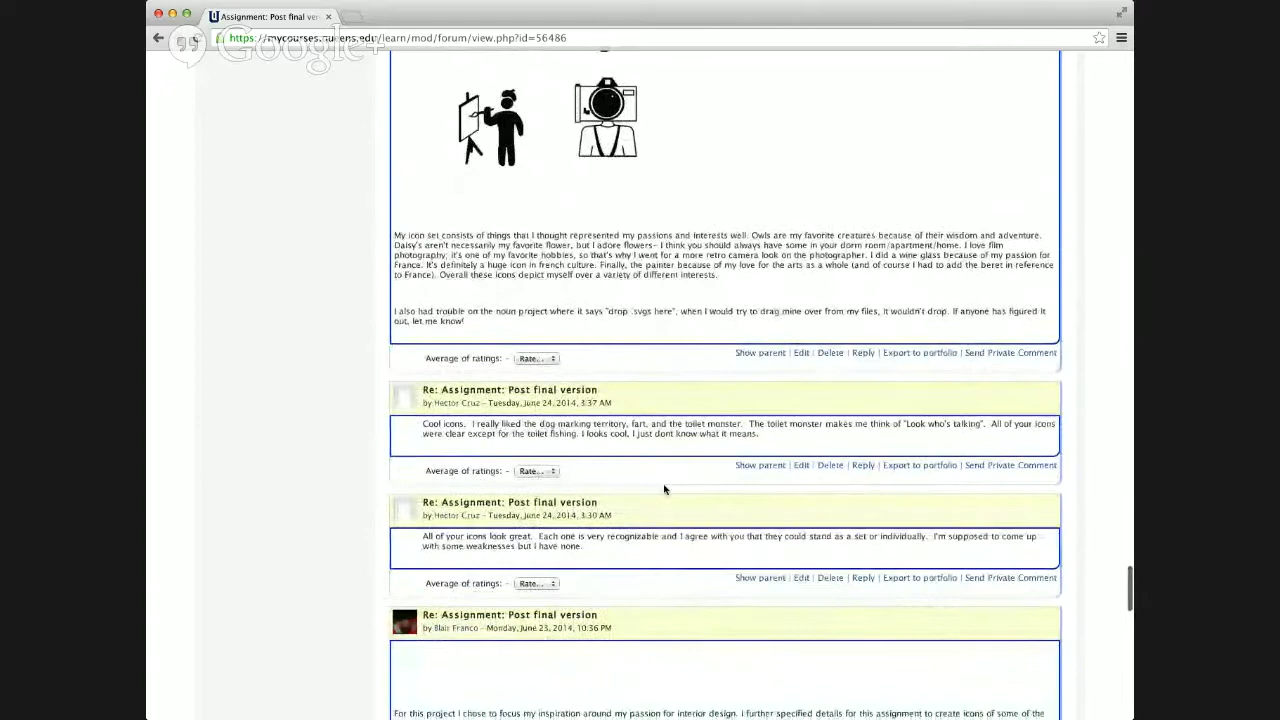 Assignment: Post final ver
https://mycourses.queens.edu/learn/mod/forum/view.php?id=56486
Google+
My icon set consists of things that I thought represented my passions and interests well. Owls are my favorite creatures because of their wisdom and adventure.
Daisy's aren't necessarily my favorite flower, but I adore flowers- I think you should always have some in your dorm room/apartment/home. I love film
photography; it's one of my favorite hobbies, so that's why I went for a more retro camera look on the photographer. I did a wine glass because of my passion for
France. It's definitely a huge icon in french culture. Finally, the painter because of my love for the arts as a whole (and of course I had to add the beret in reference
to France). Overall these icons depict myself over a variety of different interests.
I also had trouble on the noun project where it says "drop .svgs here", when I would try to drag mine over from my files, it wouldn't drop. If anyone has figured it
out, let me know!
Average of ratings: - Rate...
Show parent | Edit | Delete | Reply | Export to portfolio | Send Private Comment
Re: Assignment: Post final version
by Hector Cruz - Tuesday, June 24, 2014, 3:37 AM
Cool icons. I really liked the dog marking territory, fart, and the toilet monster. The toilet monster makes me think of "Look who's talking". All of your icons
were clear except for the toilet fishing. I looks cool, I just dont know what it means.
Average of ratings: - Rate...
Show parent | Edit | Delete | Reply | Export to portfolio | Send Private Comment
Re: Assignment: Post final version
by Hector Cruz - Tuesday, June 24, 2014, 3:30 AM
All of your icons look great. Each one is very recognizable and I agree with you that they could stand as a set or individually. I'm supposed to come up
with some weaknesses but I have none.
Average of ratings: - Rate...
Show parent | Edit | Delete | Reply | Export to portfolio | Send Private Comment
Re: Assignment: Post final version
by Blair Franco - Monday, June 23, 2014, 10:36 PM
For this project I chose to focus my inspiration around my passion for interior design. I further specified details for this assignment to create icons of some of the